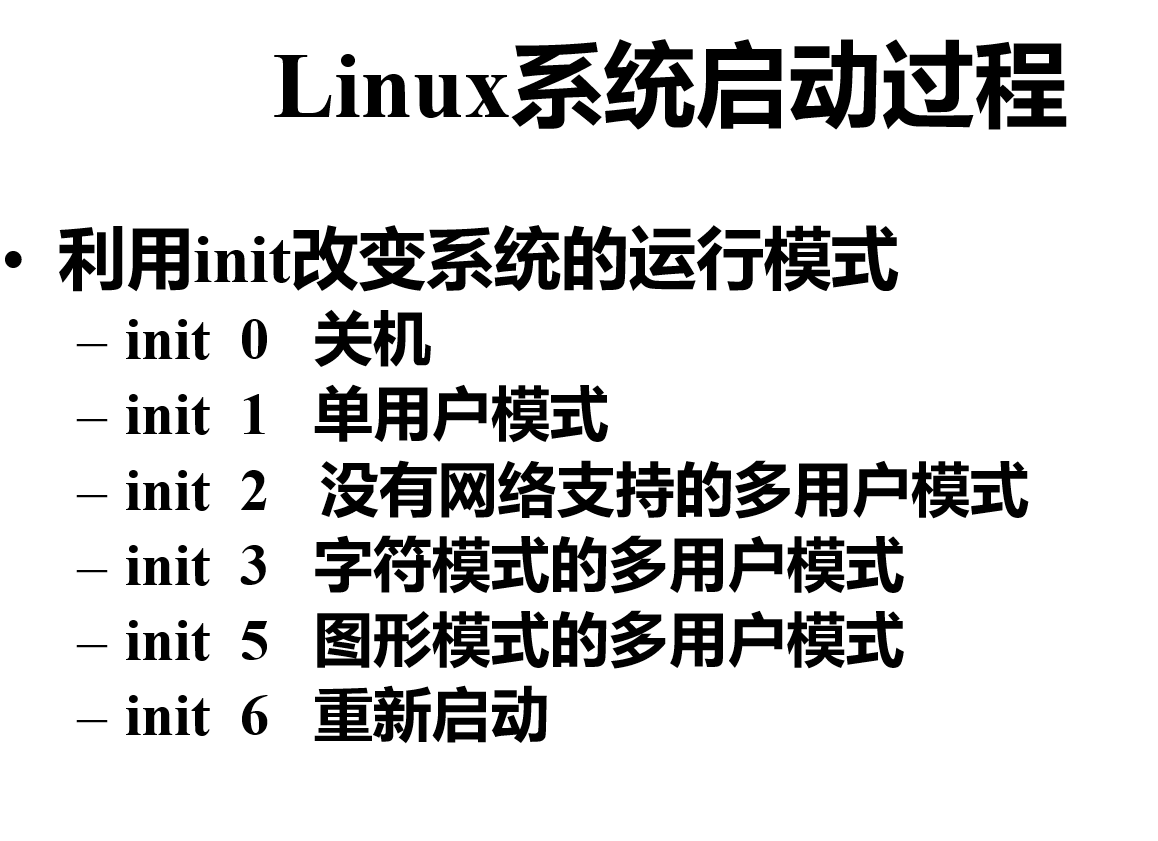 Linux系统启动过程
• 利用init改变系统的运行模式
– init 0 关机
– init 1 单用户模式
– init 2 没有网络支持的多用户模式
– init 3 字符模式的多用户模式
– init 5 图形模式的多用户模式
– init 6 重新启动